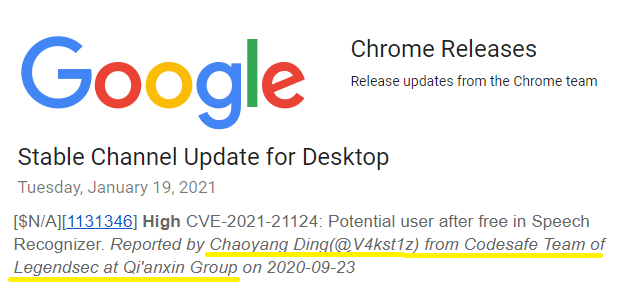 Google
Chrome Releases
Release updates from the Chrome team
Stable Channel Update for Desktop
Tuesday, January 19, 2021
[$N/A][1131346] High CVE-2021-21124: Potential user after free in Speech
Recognizer. Reported by Chaoyang Ding(@V4kst1z) from Codesafe Team of
Legendsec at Qi'anxin Group on 2020-09-23